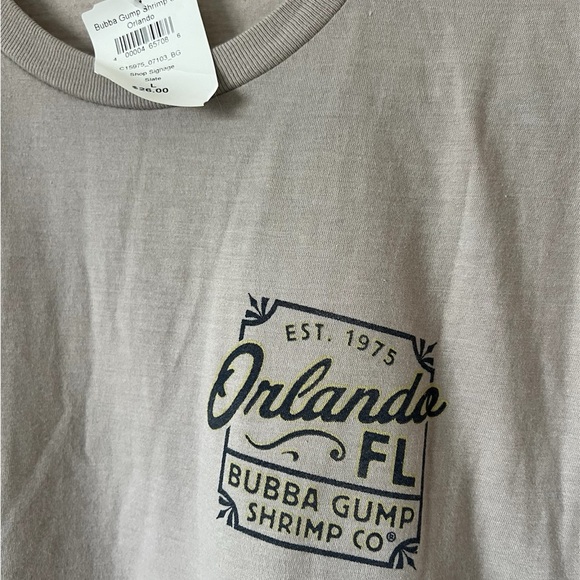 Bubba Gump Shrimp
Orlando
4 00004 65708 6
07103_BG
Shop Signage
Slate
L
$26.00
EST. 1975
Orlando
FL
BUBBA GUMP
SHRIMP CO®